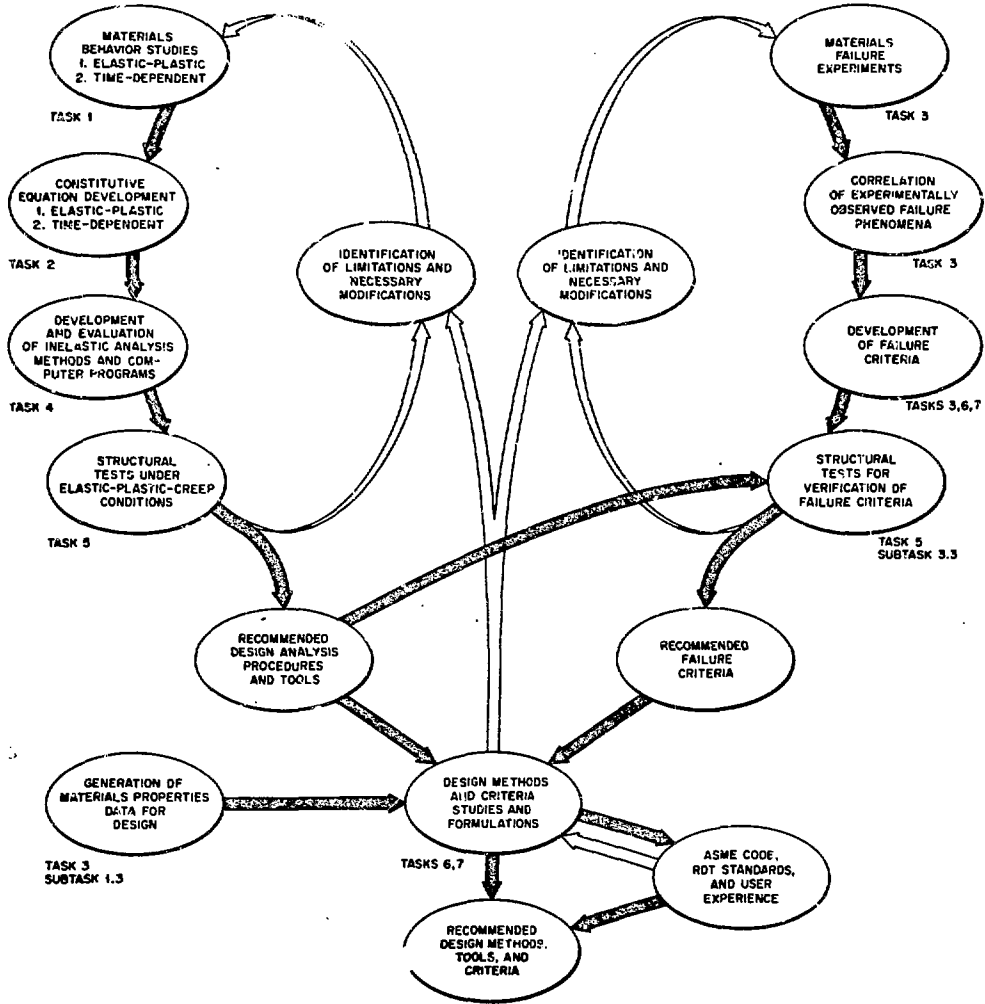 MATERIALS
BEHAVIOR STUDIES
1. ELASTIC-PLASTIC
2. TIME-DEPENDENT
TASK 1
CONSTITUTIVE
EQUATION DEVELOPMENT
1. ELASTIC-PLASTIC
2. TIME-DEPENDENT
TASK 2
DEVELOPMENT
AND EVALUATION
OF INELASTIC ANALYSIS
METHODS AND COM-
PUTER PROGRAMS
TASK 4
STRUCTURAL
TESTS UNDER
ELASTIC-PLASTIC-CREEP
CONDITIONS
TASK 5
IDENTIFICATION
OF LIMITATIONS AND
NECESSARY
MODIFICATIONS
IDENTIFICATION
OF LIMITATIONS AND
NECESSARY
MODIFICATIONS
MATERIALS
FAILURE
EXPERIMENTS
TASK 3
CORRELATION
OF EXPERIMENTALLY
OBSERVED FAILURE
PHENOMENA
TASK 3
DEVELOPMENT
OF FAILURE
CRITERIA
TASKS 3,6,7
STRUCTURAL
TESTS FOR
VERIFICATION OF
FAILURE CRITERIA
TASK 5
SUBTASK 3.3
RECOMMENDED
DESIGN ANALYSIS
PROCEDURES
AND TOOLS
RECOMMENDED
FAILURE
CRITERIA
GENERATION OF
MATERIALS PROPERTIES
DATA FOR
DESIGN
TASK 3
SUBTASK 1.3
DESIGN METHODS
AND CRITERIA
STUDIES AND
FORMULATIONS
TASKS 6,7
ASME CODE,
RDT STANDARDS,
AND USER
EXPERIENCE
RECOMMENDED
DESIGN METHODS,
TOOLS, AND
CRITERIA